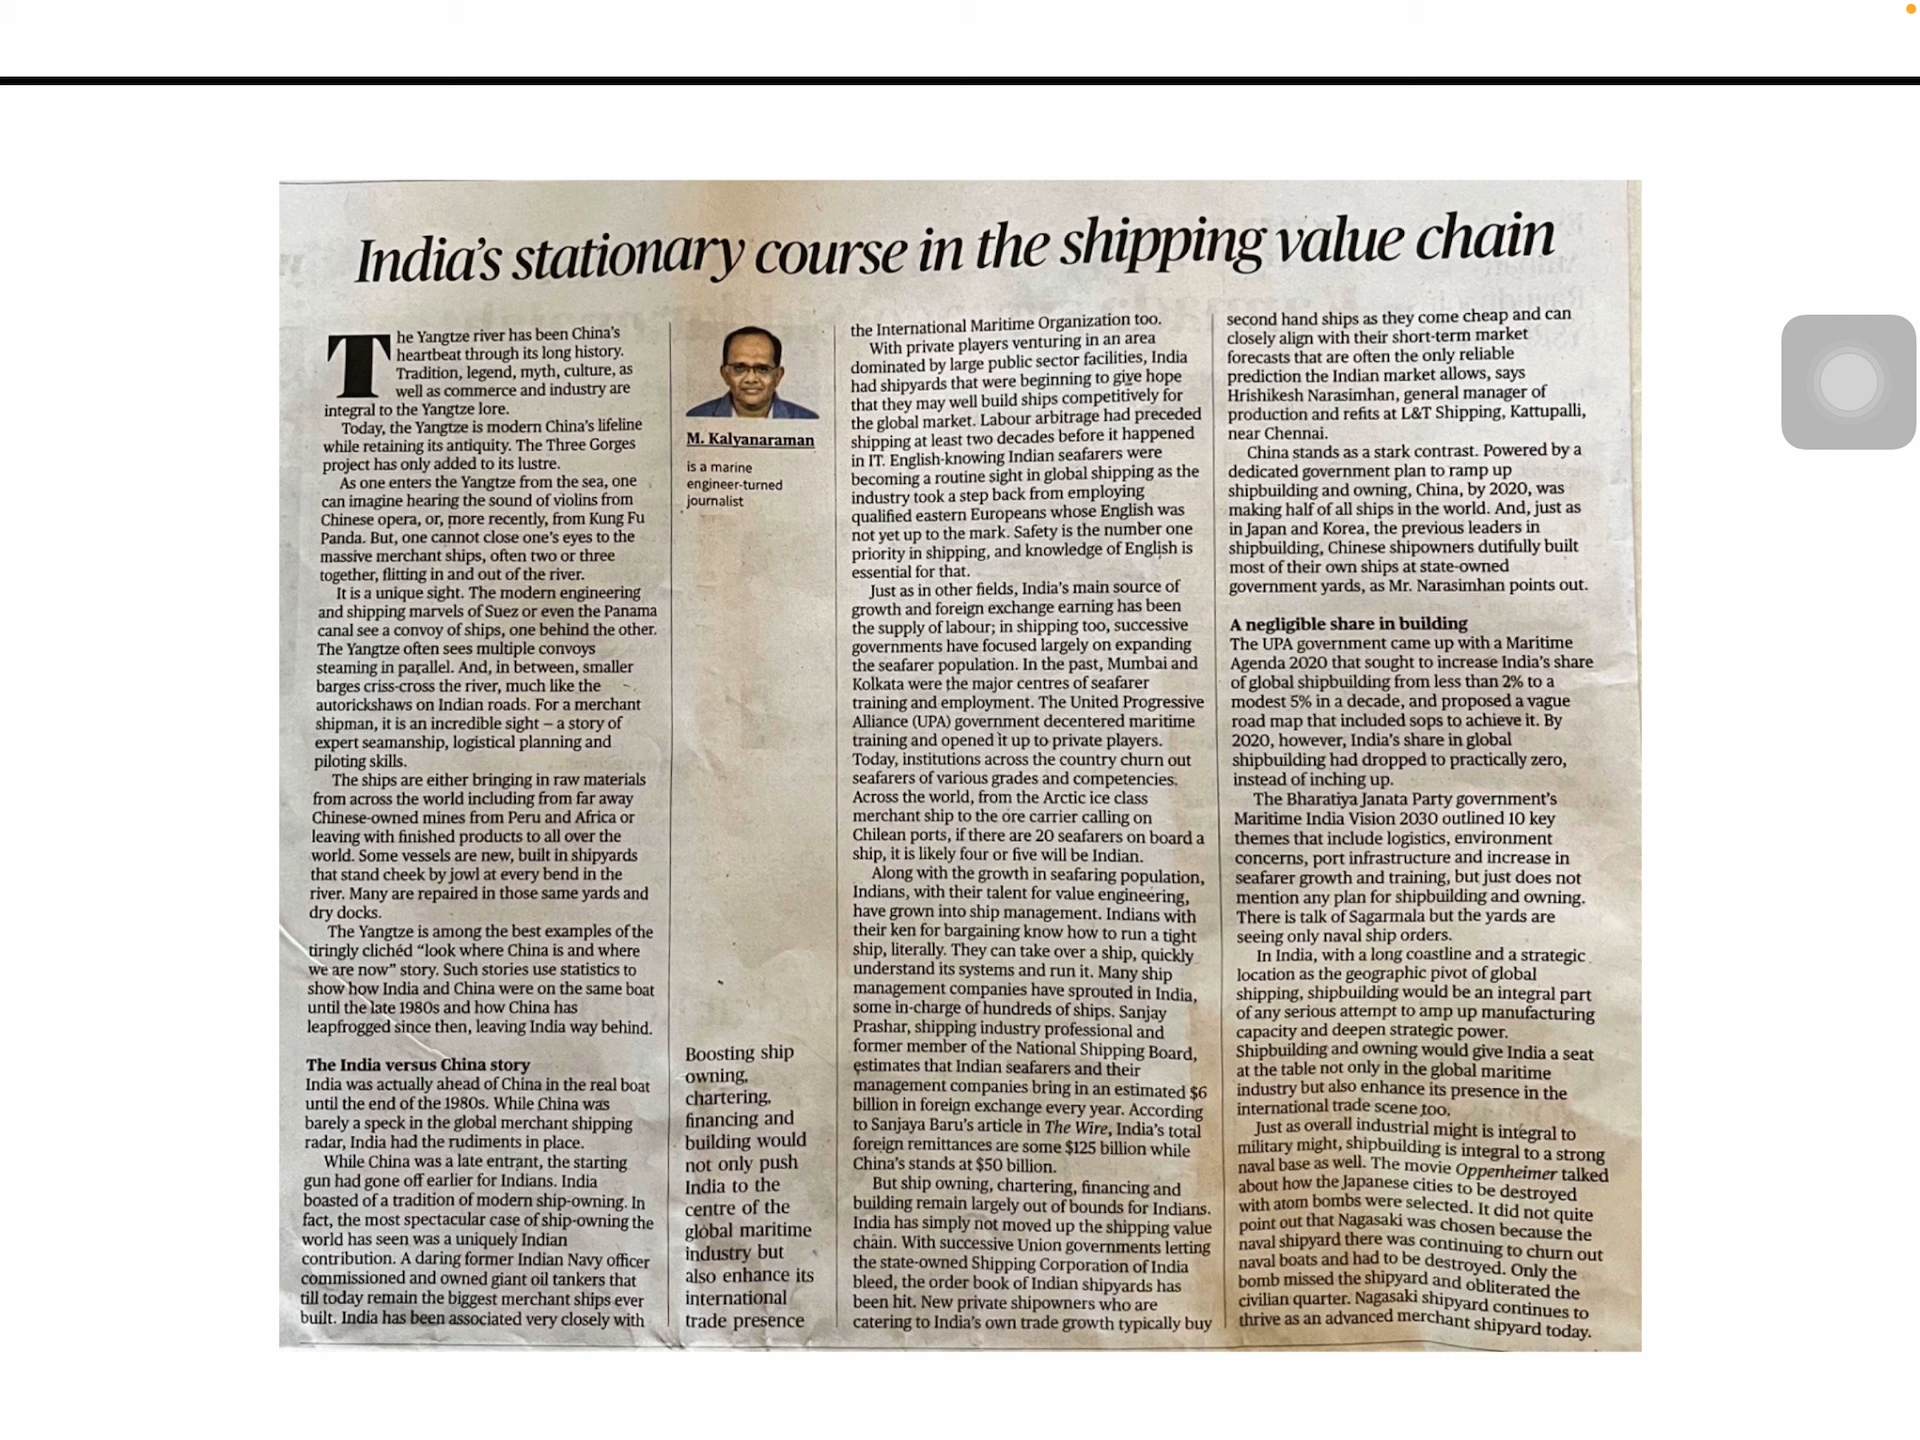 India's stationary course in the shipping value chain
The Yangtze river has been China's
heartbeat through its long history.
Tradition, legend, myth, culture, as
well as commerce and industry are
integral to the Yangtze lore.
Today, the Yangtze is modern China's lifeline
while retaining its antiquity. The Three Gorges
project has only added to its lustre.
As one enters the Yangtze from the sea, one
can imagine hearing the sound of violins from
Chinese opera, or, more recently, from Kung Fu
Panda. But, one cannot close one's eyes to the
massive merchant ships, often two or three
together, flitting in and out of the river.
It is a unique sight. The modern engineering
and shipping marvels of Suez or even the Panama
canal see a convoy of ships, one behind the other.
The Yangtze often sees multiple convoys
steaming in parallel. And, in between, smaller
barges criss-cross the river, much like the
autorickshaws on Indian roads. For a merchant
shipman, it is an incredible sight – a story of
expert seamanship, logistical planning and
piloting skills.
The ships are either bringing in raw materials
from across the world including from far away
Chinese-owned mines from Peru and Africa or
leaving with finished products to all over the
world. Some vessels are new, built in shipyards
that stand cheek by jowl at every bend in the
river. Many are repaired in those same yards and
dry docks.
The Yangtze is among the best examples of the
tiringly clichéd “look where China is and where
we are now” story. Such stories use statistics to
show how India and China were on the same boat
until the late 1980s and how China has
leapfrogged since then, leaving India way behind.
The India versus China story
India was actually ahead of China in the real boat
until the end of the 1980s. While China was
barely a speck in the global merchant shipping
radar, India had the rudiments in place.
While China was a late entrant, the starting
gun had gone off earlier for Indians. India
boasted of a tradition of modern ship-owning. In
fact, the most spectacular case of ship-owning the
world has seen was a uniquely Indian
contribution. A daring former Indian Navy officer
commissioned and owned giant oil tankers that
till today remain the biggest merchant ships ever
built. India has been associated very closely with
M. Kalyanaraman
is a marine
engineer-turned
journalist
Boosting ship
owning,
chartering,
financing and
building would
not only push
India to the
centre of the
global maritime
industry but
also enhance its
international
trade presence
the International Maritime Organization too.
With private players venturing in an area
dominated by large public sector facilities, India
had shipyards that were beginning to give hope
that they may well build ships competitively for
the global market. Labour arbitrage had preceded
shipping at least two decades before it happened
in IT. English-knowing Indian seafarers were
becoming a routine sight in global shipping as the
industry took a step back from employing
qualified eastern Europeans whose English was
not yet up to the mark. Safety is the number one
priority in shipping, and knowledge of English is
essential for that.
Just as in other fields, India's main source of
growth and foreign exchange earning has been
the supply of labour; in shipping too, successive
governments have focused largely on expanding
the seafarer population. In the past, Mumbai and
Kolkata were the major centres of seafarer
training and employment. The United Progressive
Alliance (UPA) government decentered maritime
training and opened it up to private players.
Today, institutions across the country churn out
seafarers of various grades and competencies.
Across the world, from the Arctic ice class
merchant ship to the ore carrier calling on
Chilean ports, if there are 20 seafarers on board a
ship, it is likely four or five will be Indian.
Along with the growth in seafaring population,
Indians, with their talent for value engineering,
have grown into ship management. Indians with
their ken for bargaining know how to run a tight
ship, literally. They can take over a ship, quickly
understand its systems and run it. Many ship
management companies have sprouted in India,
some in-charge of hundreds of ships. Sanjay
Prashar, shipping industry professional and
former member of the National Shipping Board,
estimates that Indian seafarers and their
management companies bring in an estimated $6
billion in foreign exchange every year. According
to Sanjaya Baru's article in The Wire, India's total
foreign remittances are some $125 billion while
China's stands at $50 billion.
But ship owning, chartering, financing and
building remain largely out of bounds for Indians.
India has simply not moved up the shipping value
chain. With successive Union governments letting
the state-owned Shipping Corporation of India
bleed, the order book of Indian shipyards has
been hit. New private shipowners who are
catering to India's own trade growth typically buy
second hand ships as they come cheap and can
closely align with their short-term market
forecasts that are often the only reliable
prediction the Indian market allows, says
Hrishikesh Narasimhan, general manager of
production and refits at L&T Shipping, Kattupalli,
near Chennai.
China stands as a stark contrast. Powered by a
dedicated government plan to ramp up
shipbuilding and owning, China, by 2020, was
making half of all ships in the world. And, just as
in Japan and Korea, the previous leaders in
shipbuilding, Chinese shipowners dutifully built
most of their own ships at state-owned
government yards, as Mr. Narasimhan points out.
A negligible share in building
The UPA government came up with a Maritime
Agenda 2020 that sought to increase India's share
of global shipbuilding from less than 2% to a
modest 5% in a decade, and proposed a vague
road map that included sops to achieve it. By
2020, however, India's share in global
shipbuilding had dropped to practically zero,
instead of inching up.
The Bharatiya Janata Party government's
Maritime India Vision 2030 outlined 10 key
themes that include logistics, environment
concerns, port infrastructure and increase in
seafarer growth and training, but just does not
mention any plan for shipbuilding and owning.
There is talk of Sagarmala but the yards are
seeing only naval ship orders.
In India, with a long coastline and a strategic
location as the geographic pivot of global
shipping, shipbuilding would be an integral part
of any serious attempt to amp up manufacturing
capacity and deepen strategic power.
Shipbuilding and owning would give India a seat
at the table not only in the global maritime
industry but also enhance its presence in the
international trade scene too.
Just as overall industrial might is integral to
military might, shipbuilding is integral to a strong
naval base as well. The movie Oppenheimer talked
about how the Japanese cities to be destroyed
with atom bombs were selected. It did not quite
point out that Nagasaki was chosen because the
naval shipyard there was continuing to churn out
naval boats and had to be destroyed. Only the
bomb missed the shipyard and obliterated the
civilian quarter. Nagasaki shipyard continues to
thrive as an advanced merchant shipyard today.